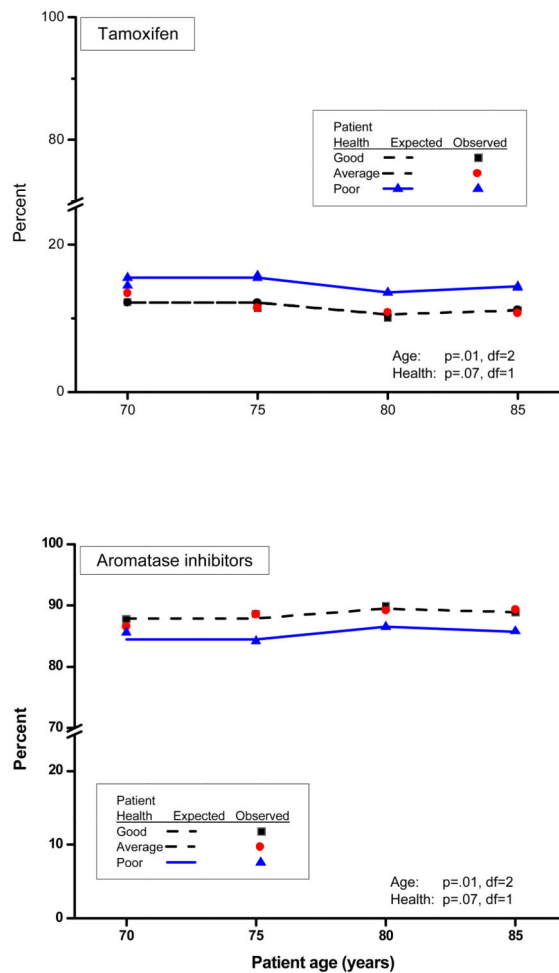 Tamoxifen
100
80
20
0
Percent
Patient
Health Expected Observed
Good
Average
Poor
Age: p=.01, df=2
Health: p=.07, df=1
70 75 80 85
Aromatase inhibitors
100
90
80
70
20
10
0
Percent
Patient
Health Expected Observed
Good
Average
Poor
Age: p=.01, df=2
Health: p=.07, df=1
70 75 80 85
Patient age (years)